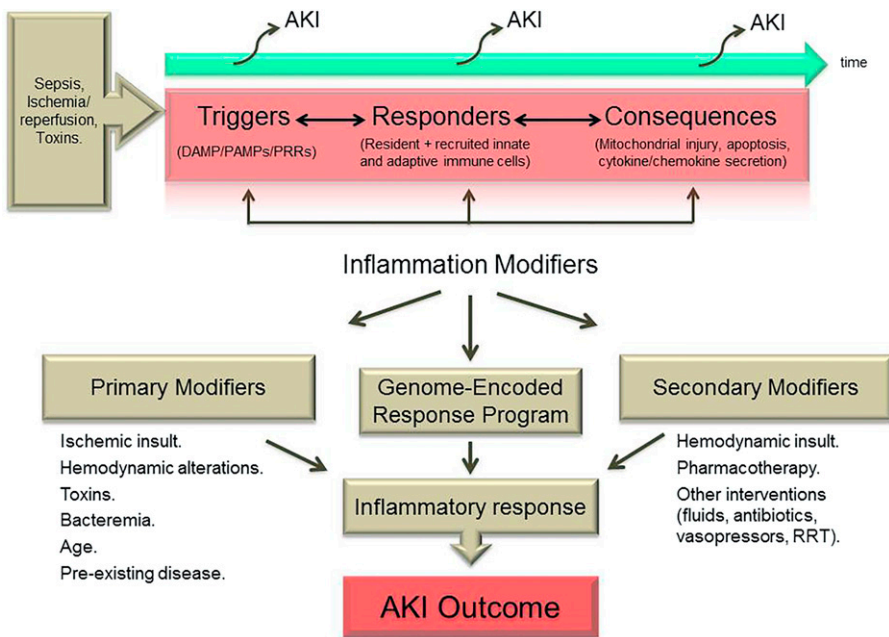 AKI
AKI
AKI
time
Sepsis,
Ischemia/
reperfusion,
Toxins.
Triggers
Responders
Consequences
(DAMP/PAMPs/PRRs)
(Resident + recruited innate
and adaptive immune cells)
(Mitochondrial injury, apoptosis,
cytokine/chemokine secretion)
Inflammation Modifiers
Primary Modifiers
Genome-Encoded
Response Program
Secondary Modifiers
Ischemic insult.
Hemodynamic alterations.
Toxins.
Bacteremia.
Age.
Pre-existing disease.
Hemodynamic insult.
Pharmacotherapy.
Other interventions
(fluids, antibiotics,
vasopressors, RRT).
Inflammatory response
AKI Outcome